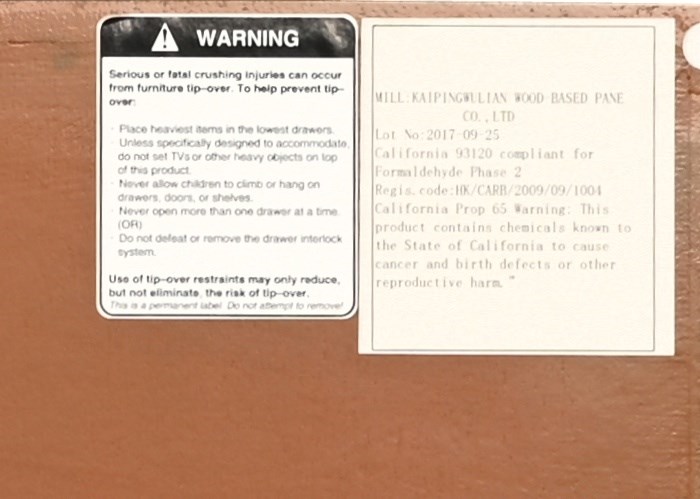 WARNING
Serious or fatal crushing injuries can occur
from furniture tip-over. To help prevent tip-
over:
· Place heaviest items in the lowest drawers.
· Unless specifically designed to accommodate,
do not set TVs or other heavy objects on top
of this product.
· Never allow children to climb or hang on
drawers, doors, or shelves.
· Never open more than one drawer at a time.
(OR)
· Do not defeat or remove the drawer interlock
system.
Use of tip-over restraints may only reduce,
but not eliminate, the risk of tip-over.
This is a permanent label. Do not attempt to remove!
MILL:KAIPINGWULIAN WOOD-BASED PANE
CO.,LTD
Lot No:2017-09-25
California 93120 compliant for
Formaldehyde Phase 2
Regis. code:HK/CARB/2009/09/1004
California Prop 65 Warning: This
product contains chemicals known to
the State of California to cause
cancer and birth defects or other
reproductive harm."